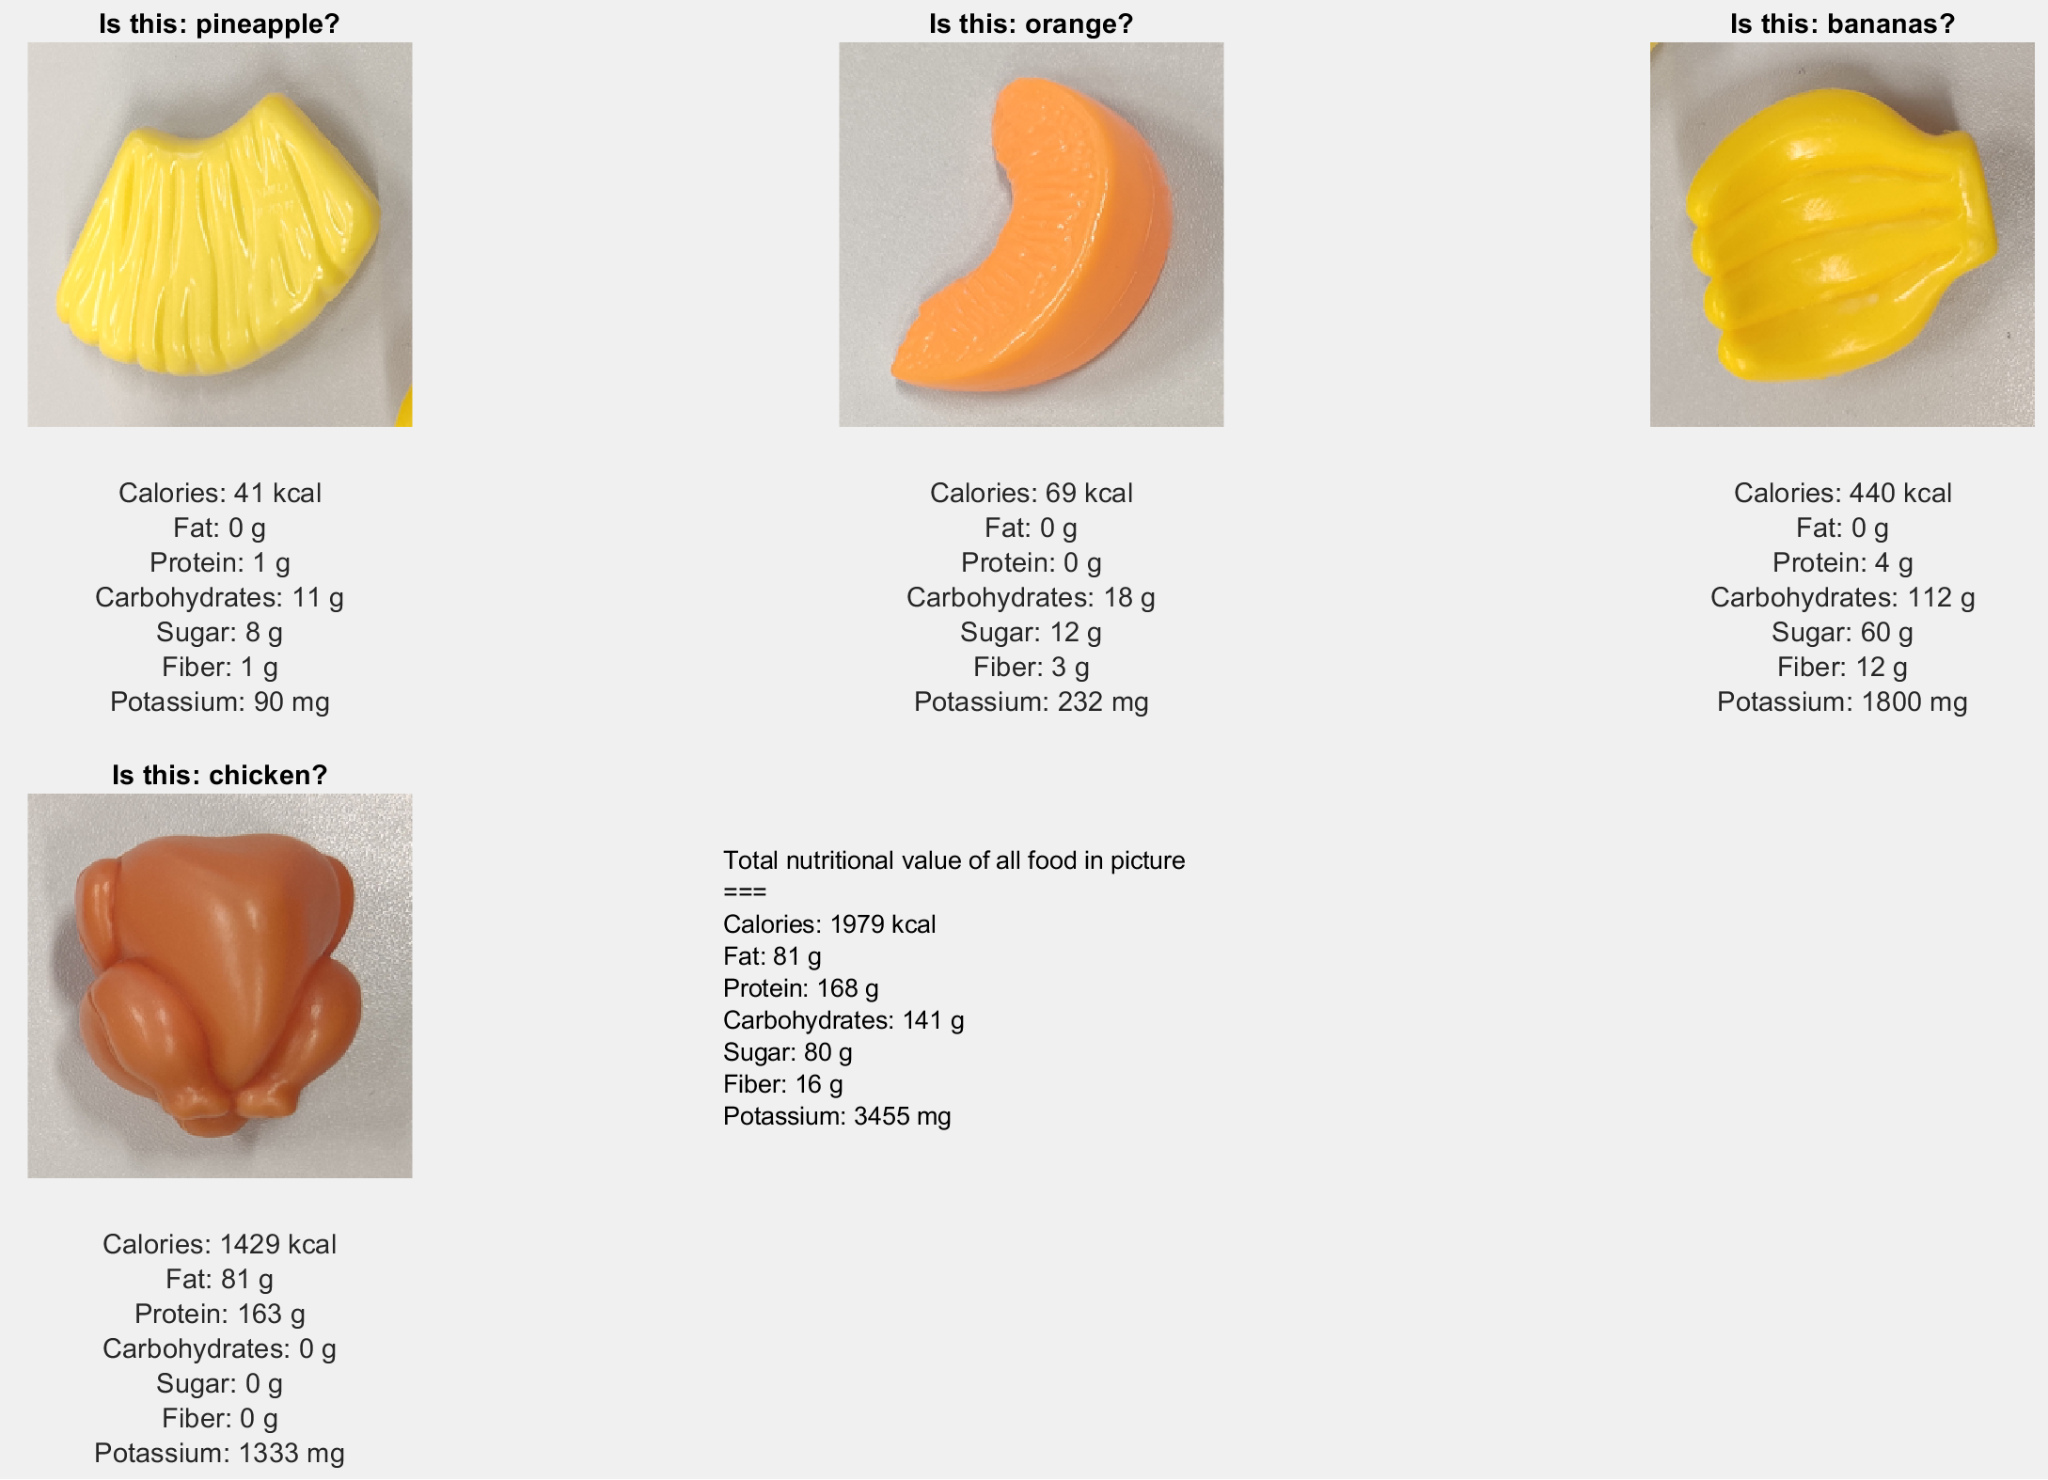 Is this: pineapple?
Calories: 41 kcal
Fat: 0 g
Protein: 1 g
Carbohydrates: 11 g
Sugar: 8 g
Fiber: 1 g
Potassium: 90 mg
Is this: orange?
Calories: 69 kcal
Fat: 0 g
Protein: 0 g
Carbohydrates: 18 g
Sugar: 12 g
Fiber: 3 g
Potassium: 232 mg
Is this: bananas?
Calories: 440 kcal
Fat: 0 g
Protein: 4 g
Carbohydrates: 112 g
Sugar: 60 g
Fiber: 12 g
Potassium: 1800 mg
Is this: chicken?
Calories: 1429 kcal
Fat: 81 g
Protein: 163 g
Carbohydrates: 0 g
Sugar: 0 g
Fiber: 0 g
Potassium: 1333 mg
Total nutritional value of all food in picture
===
Calories: 1979 kcal
Fat: 81 g
Protein: 168 g
Carbohydrates: 141 g
Sugar: 80 g
Fiber: 16 g
Potassium: 3455 mg